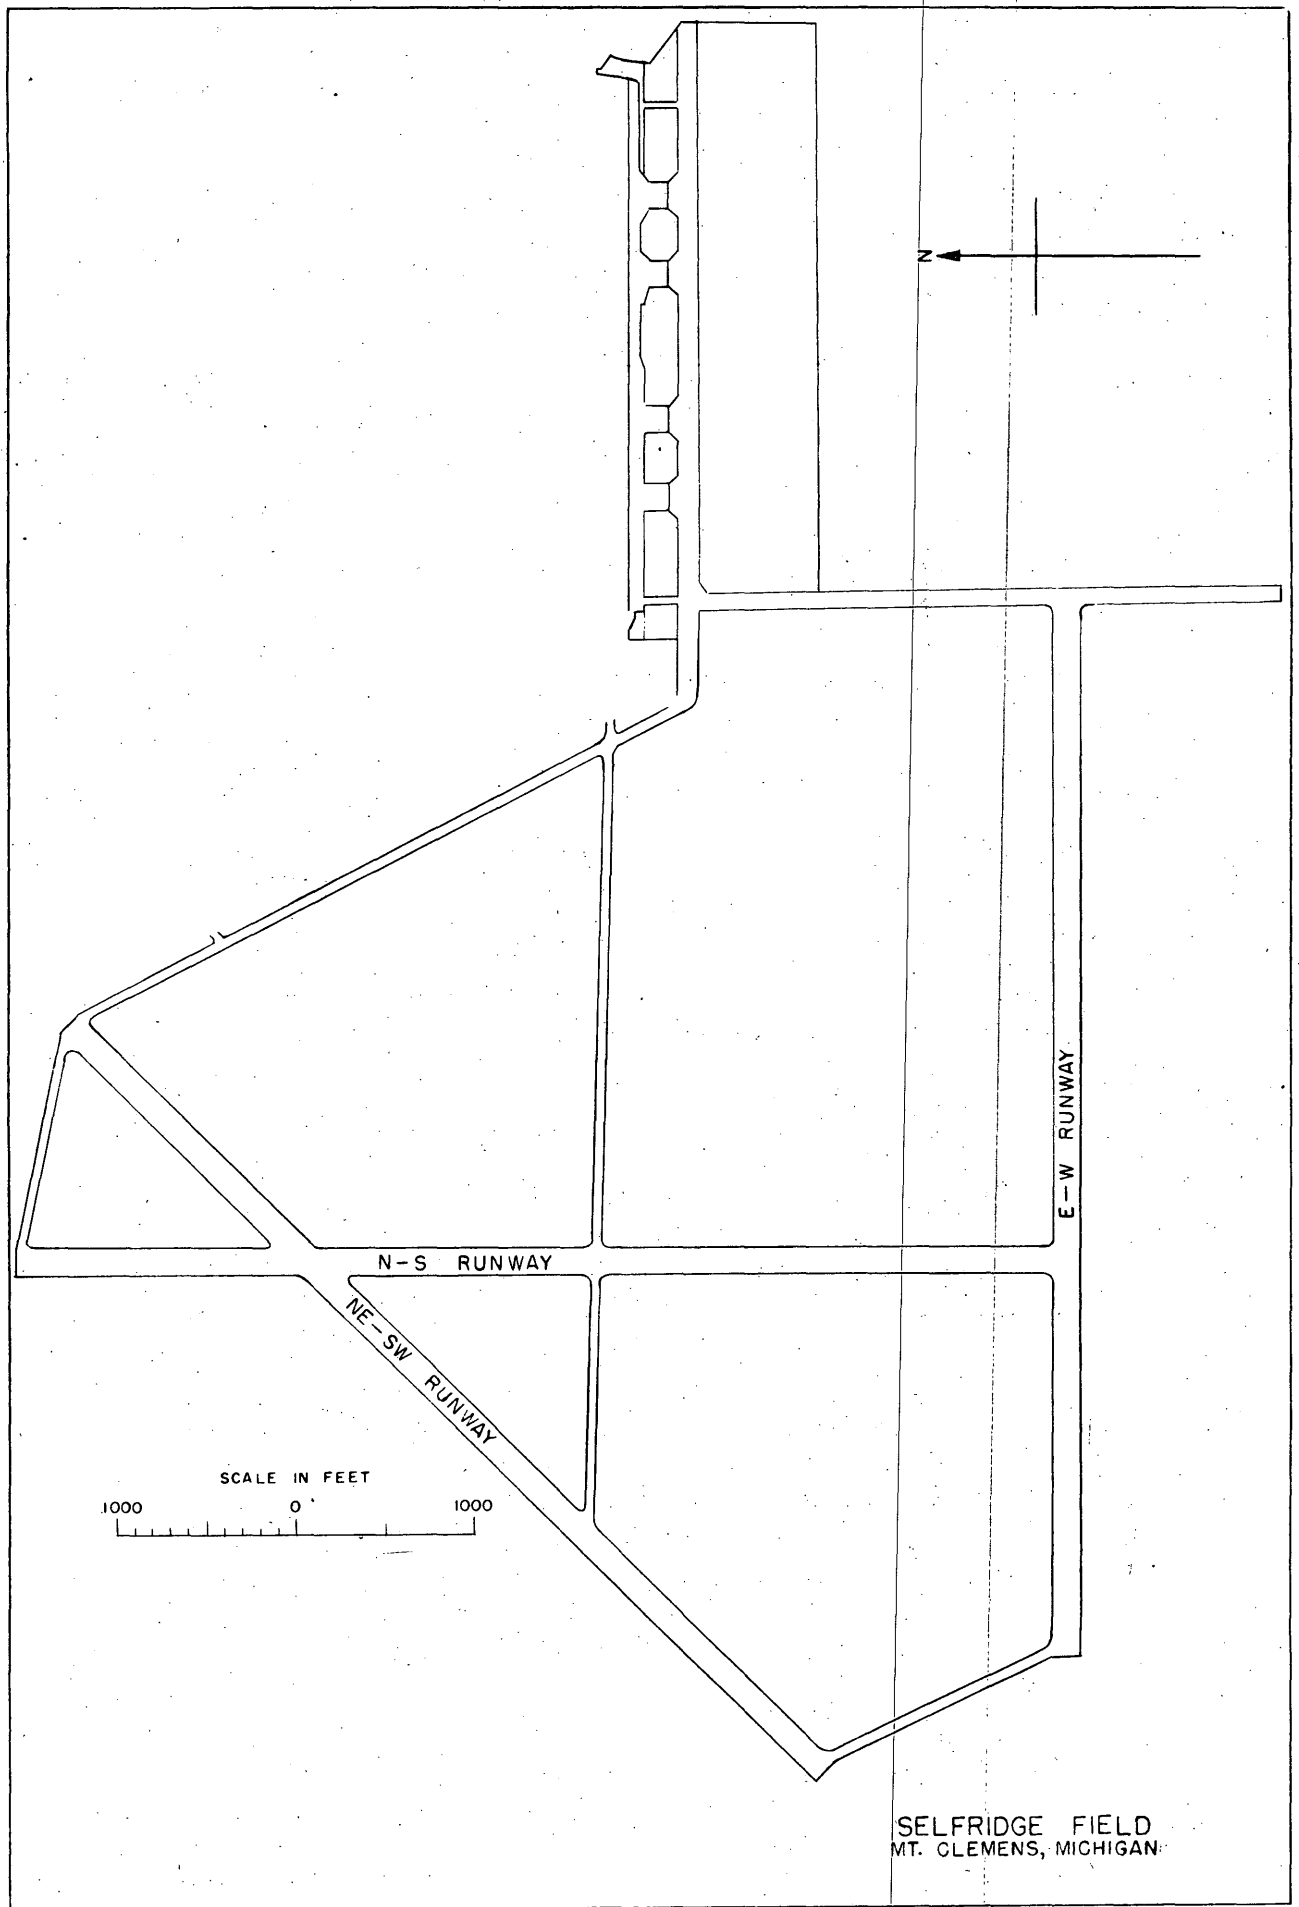 N
E-W RUNWAY
N-S RUNWAY
NE-SW RUNWAY
SCALE IN FEET
1000 0 1000
SELFRIDGE FIELD
MT. CLEMENS, MICHIGAN